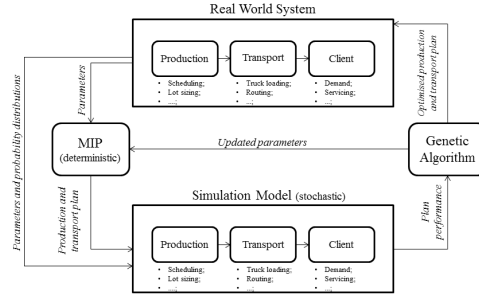 Real World System
Production
Transport
Client
• Scheduling;
• Lot sizing;
• ....;
• Truck loading;
• Routing;
• ...;
• Demand;
• Servicing;
• ...;
Parameters and probability distributions
Parameters
Optimised production
and transport plan
MIP
(deterministic)
Updated parameters
Genetic
Algorithm
Production and
transport plan
Plan
performance
Simulation Model (stochastic)
Production
Transport
Client
• Scheduling;
• Lot sizing;
• ....;
• Truck loading;
• Routing;
• ...;
• Demand;
• Servicing;
• ...;